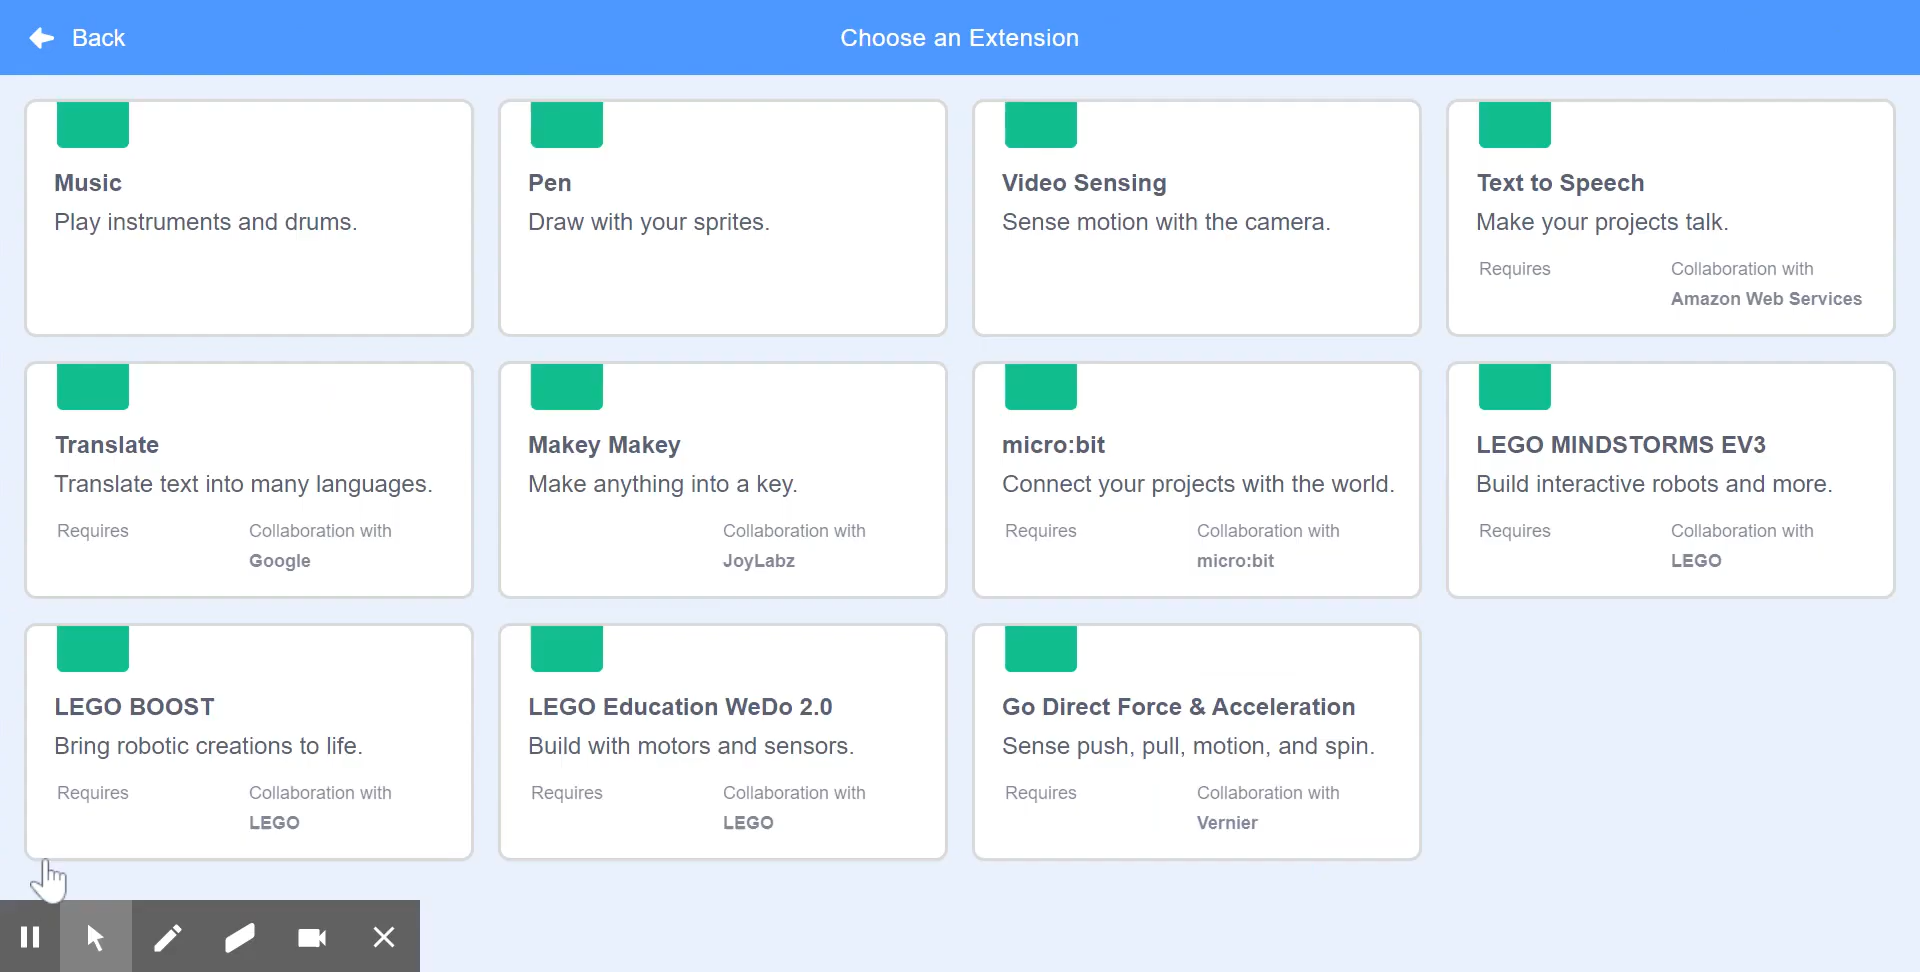 Back
Choose an Extension
Music
Play instruments and drums.
Pen
Draw with your sprites.
Video Sensing
Sense motion with the camera.
Text to Speech
Make your projects talk.
Requires
Collaboration with
Amazon Web Services
Translate
Translate text into many languages.
Requires
Collaboration with
Google
Makey Makey
Make anything into a key.
Collaboration with
JoyLabz
micro:bit
Connect your projects with the world.
Requires
Collaboration with
micro:bit
LEGO MINDSTORMS EV3
Build interactive robots and more.
Requires
Collaboration with
LEGO
LEGO BOOST
Bring robotic creations to life.
Requires
Collaboration with
LEGO
LEGO Education WeDo 2.0
Build with motors and sensors.
Requires
Collaboration with
LEGO
Go Direct Force & Acceleration
Sense push, pull, motion, and spin.
Requires
Collaboration with
Vernier